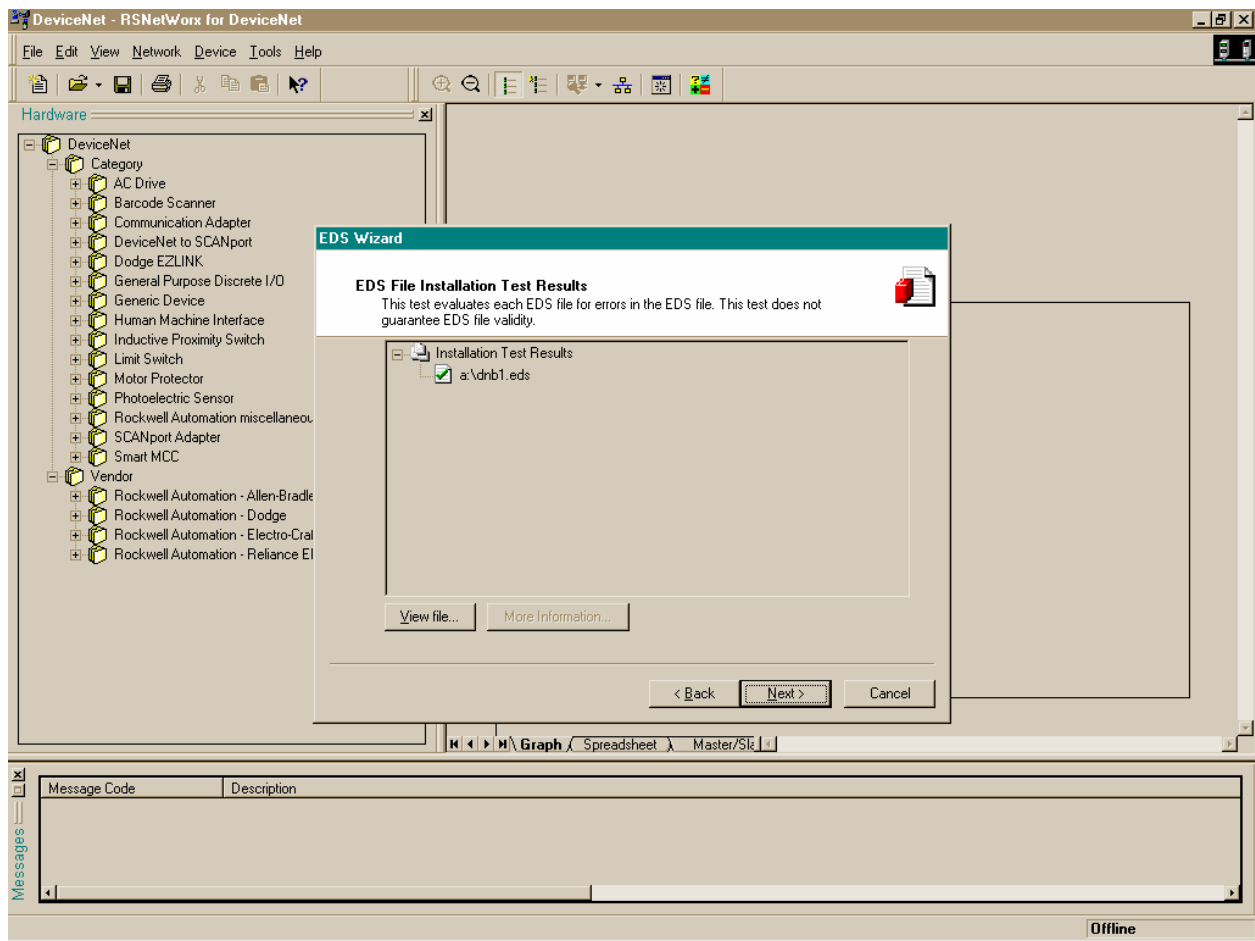 DeviceNet - RSNetWorx for DeviceNet
File Edit View Network Device Tools Help
Hardware
DeviceNet
Category
AC Drive
Barcode Scanner
Communication Adapter
DeviceNet to SCANport
Dodge EZLINK
General Purpose Discrete I/O
Generic Device
Human Machine Interface
Inductive Proximity Switch
Limit Switch
Motor Protector
Photoelectric Sensor
Rockwell Automation miscellaneou
SCANport Adapter
Smart MCC
Vendor
Rockwell Automation - Allen-Bradle
Rockwell Automation - Dodge
Rockwell Automation - Electro-Cra
Rockwell Automation - Reliance El
EDS Wizard
EDS File Installation Test Results
This test evaluates each EDS file for errors in the EDS file. This test does not
guarantee EDS file validity.
Installation Test Results
a:\dnb1.eds
View file... More Information...
< Back Next > Cancel
Graph Spreadsheet Master/Sla
Messages
Message Code Description
Offline